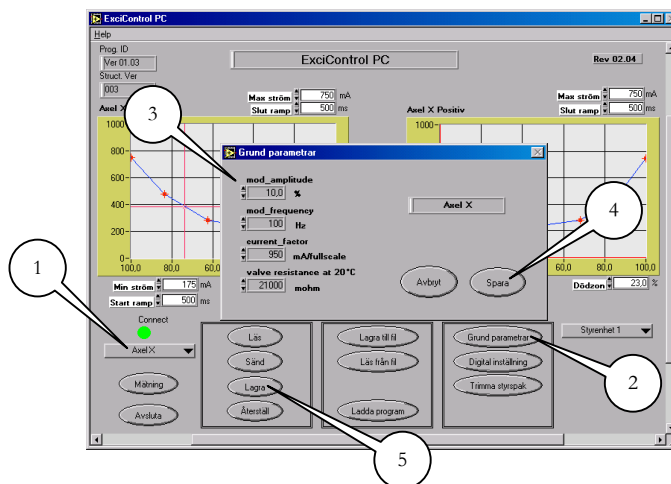 ExciControl PC
Help
Prog. ID
Ver 01.03
Struct. Ver
003
ExciControl PC
Rev 02.04
Max ström 750 mA
Slut ramp 500 ms
Max ström 750 mA
Slut ramp 500 ms
Axel X
Axel X Positiv
1000
800
600
400
200
0
100,0
80,0
60,0
1000
60,0
80,0
100,0
Grund parametrar
mod_amplitude
10,0 %
mod_frequency
100 Hz
current_factor
950 mA/fullscale
valve resistance at 20°C
21000 mohm
Axel X
Avbryt
Spara
Min ström 175 mA
Start ramp 500 ms
Dödzon 23,0 %
Connect
Axel X
Mätning
Avsluta
Läs
Sänd
Lagra
Återställ
Lagra till fil
Läs från fil
Ladda program
Grund parametrar
Digital inställning
Trimma styrspak
Styrenhet 1
1
2
3
4
5